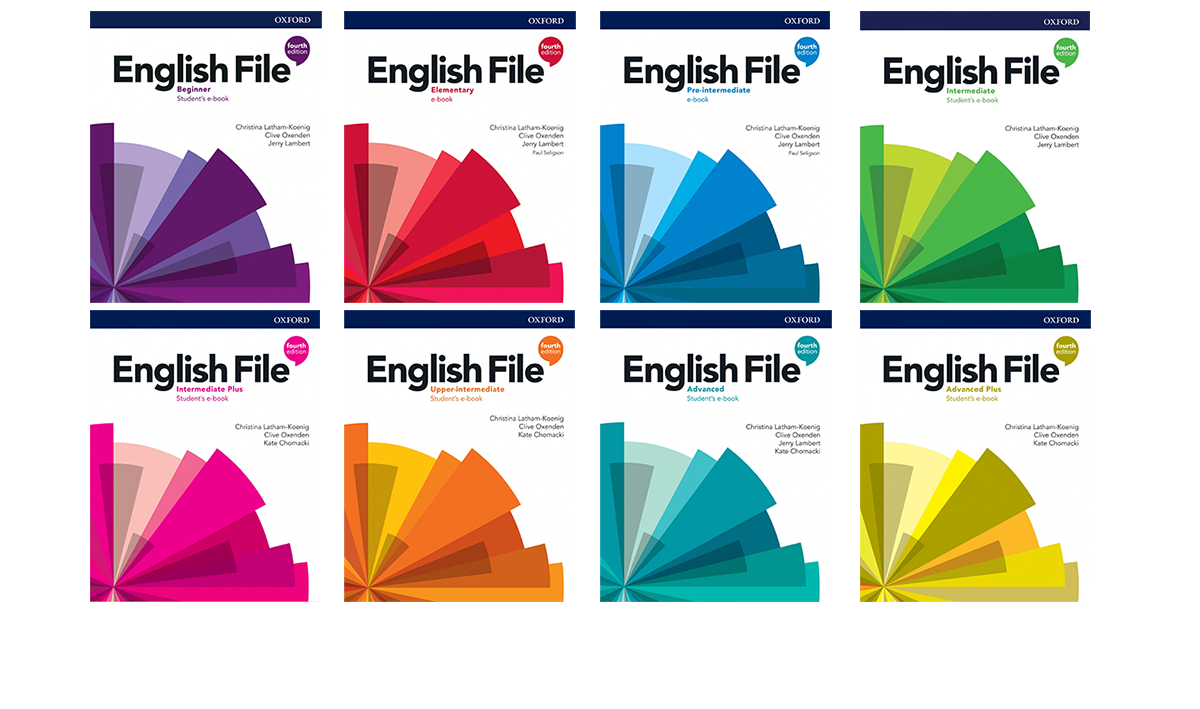 OXFORD
fourth
edition
English File
Beginner
Student's e-book
Christina Latham-Koenig
Clive Oxenden
Jerry Lambert
OXFORD
fourth
edition
English File
Elementary
e-book
Christina Latham-Koenig
Clive Oxenden
Jerry Lambert
Paul Seligson
OXFORD
fourth
edition
English File
Pre-intermediate
e-book
Christina Latham-Koenig
Clive Oxenden
Jerry Lambert
Paul Seligson
OXFORD
fourth
edition
English File
Intermediate
Student's e-book
Christina Latham-Koenig
Clive Oxenden
Jerry Lambert
OXFORD
fourth
edition
English File
Intermediate Plus
Student's e-book
Christina Latham-Koenig
Clive Oxenden
Kate Chomacki
OXFORD
fourth
edition
English File
Upper-intermediate
Student's e-book
Christina Latham-Koenig
Clive Oxenden
Kate Chomacki
OXFORD
fourth
edition
English File
Advanced
Student's e-book
Christina Latham-Koenig
Clive Oxenden
Jerry Lambert
Kate Chomacki
OXFORD
fourth
edition
English File
Advanced Plus
Student's e-book
Christina Latham-Koenig
Clive Oxenden
Kate Chomacki